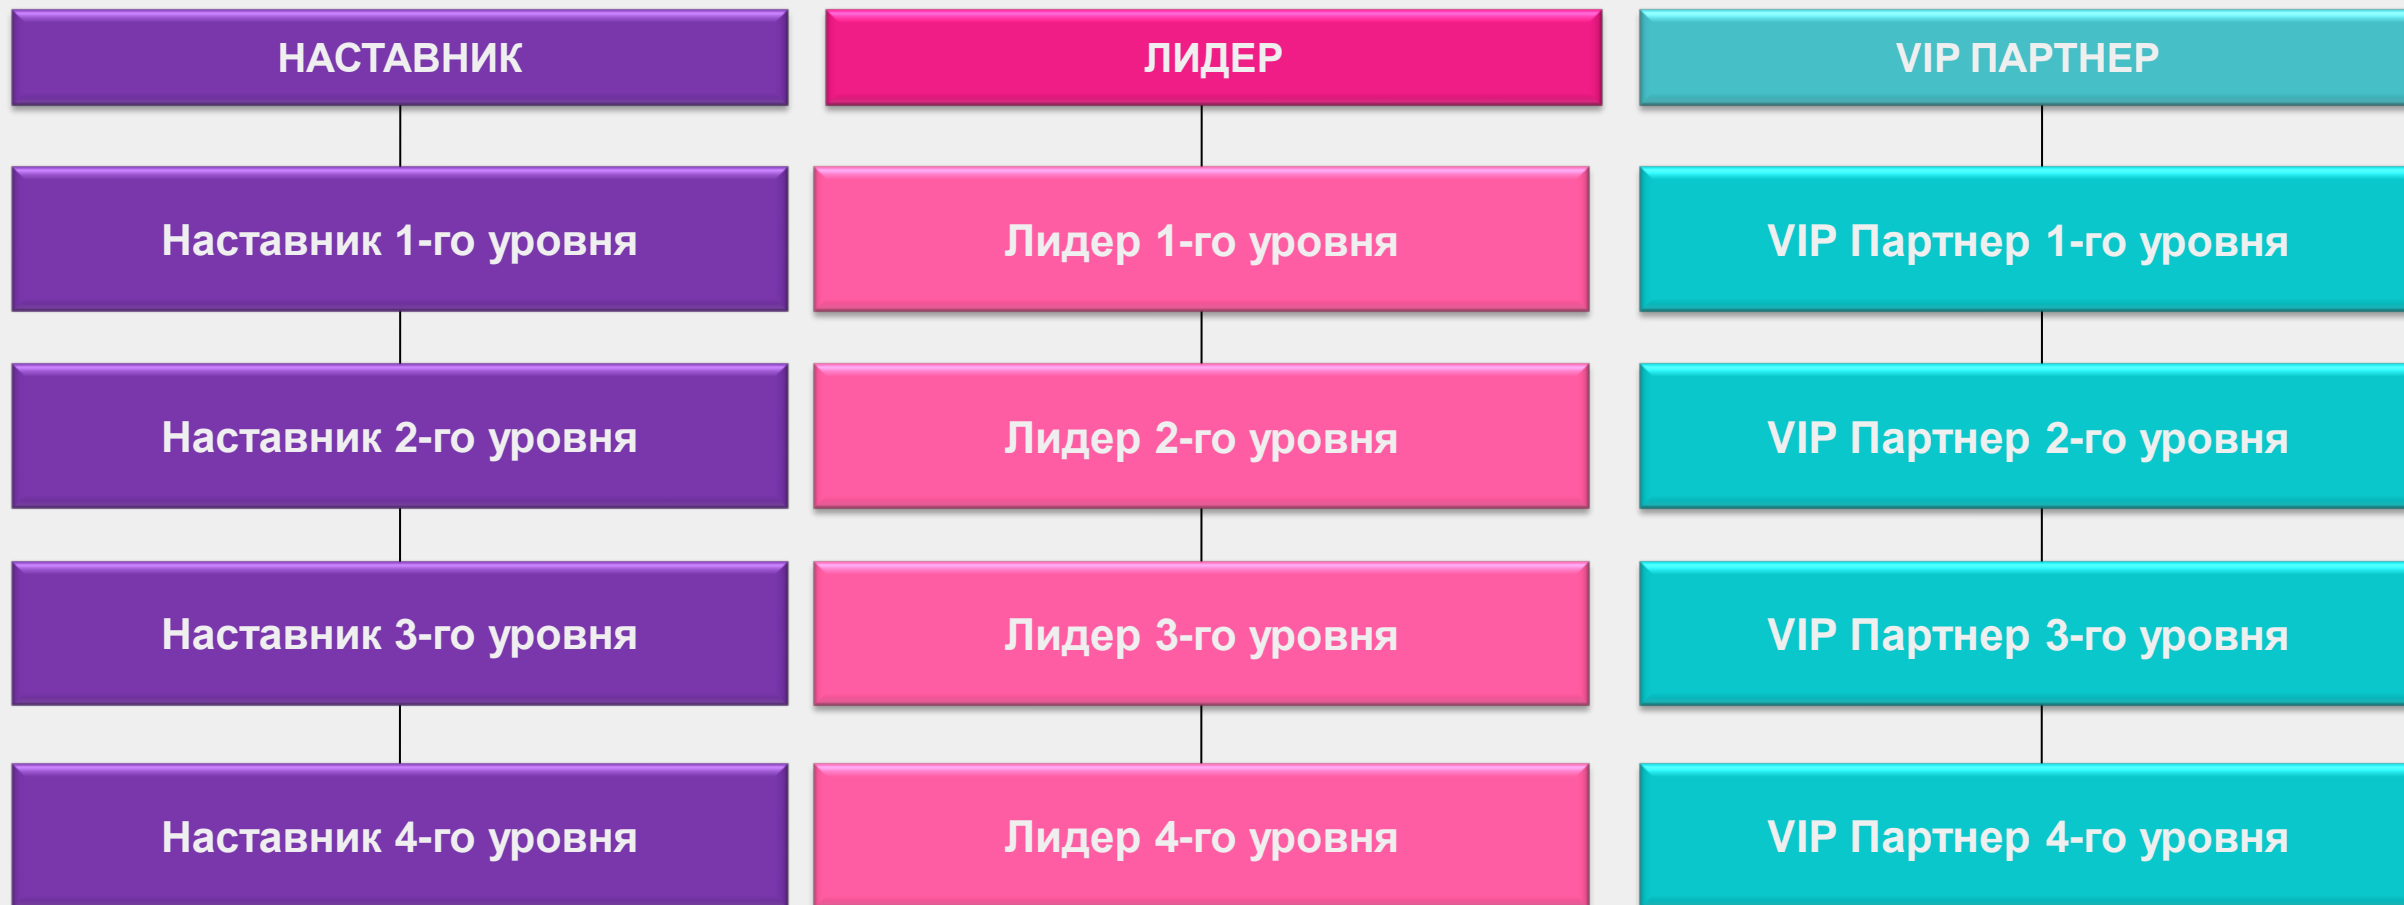 НАСТАВНИК
ЛИДЕР
VIP ПАРТНЕР
Наставник 1-го уровня
Лидер 1-го уровня
VIP Партнер 1-го уровня
Наставник 2-го уровня
Лидер 2-го уровня
VIP Партнер 2-го уровня
Наставник 3-го уровня
Лидер 3-го уровня
VIP Партнер 3-го уровня
Наставник 4-го уровня
Лидер 4-го уровня
VIP Партнер 4-го уровня